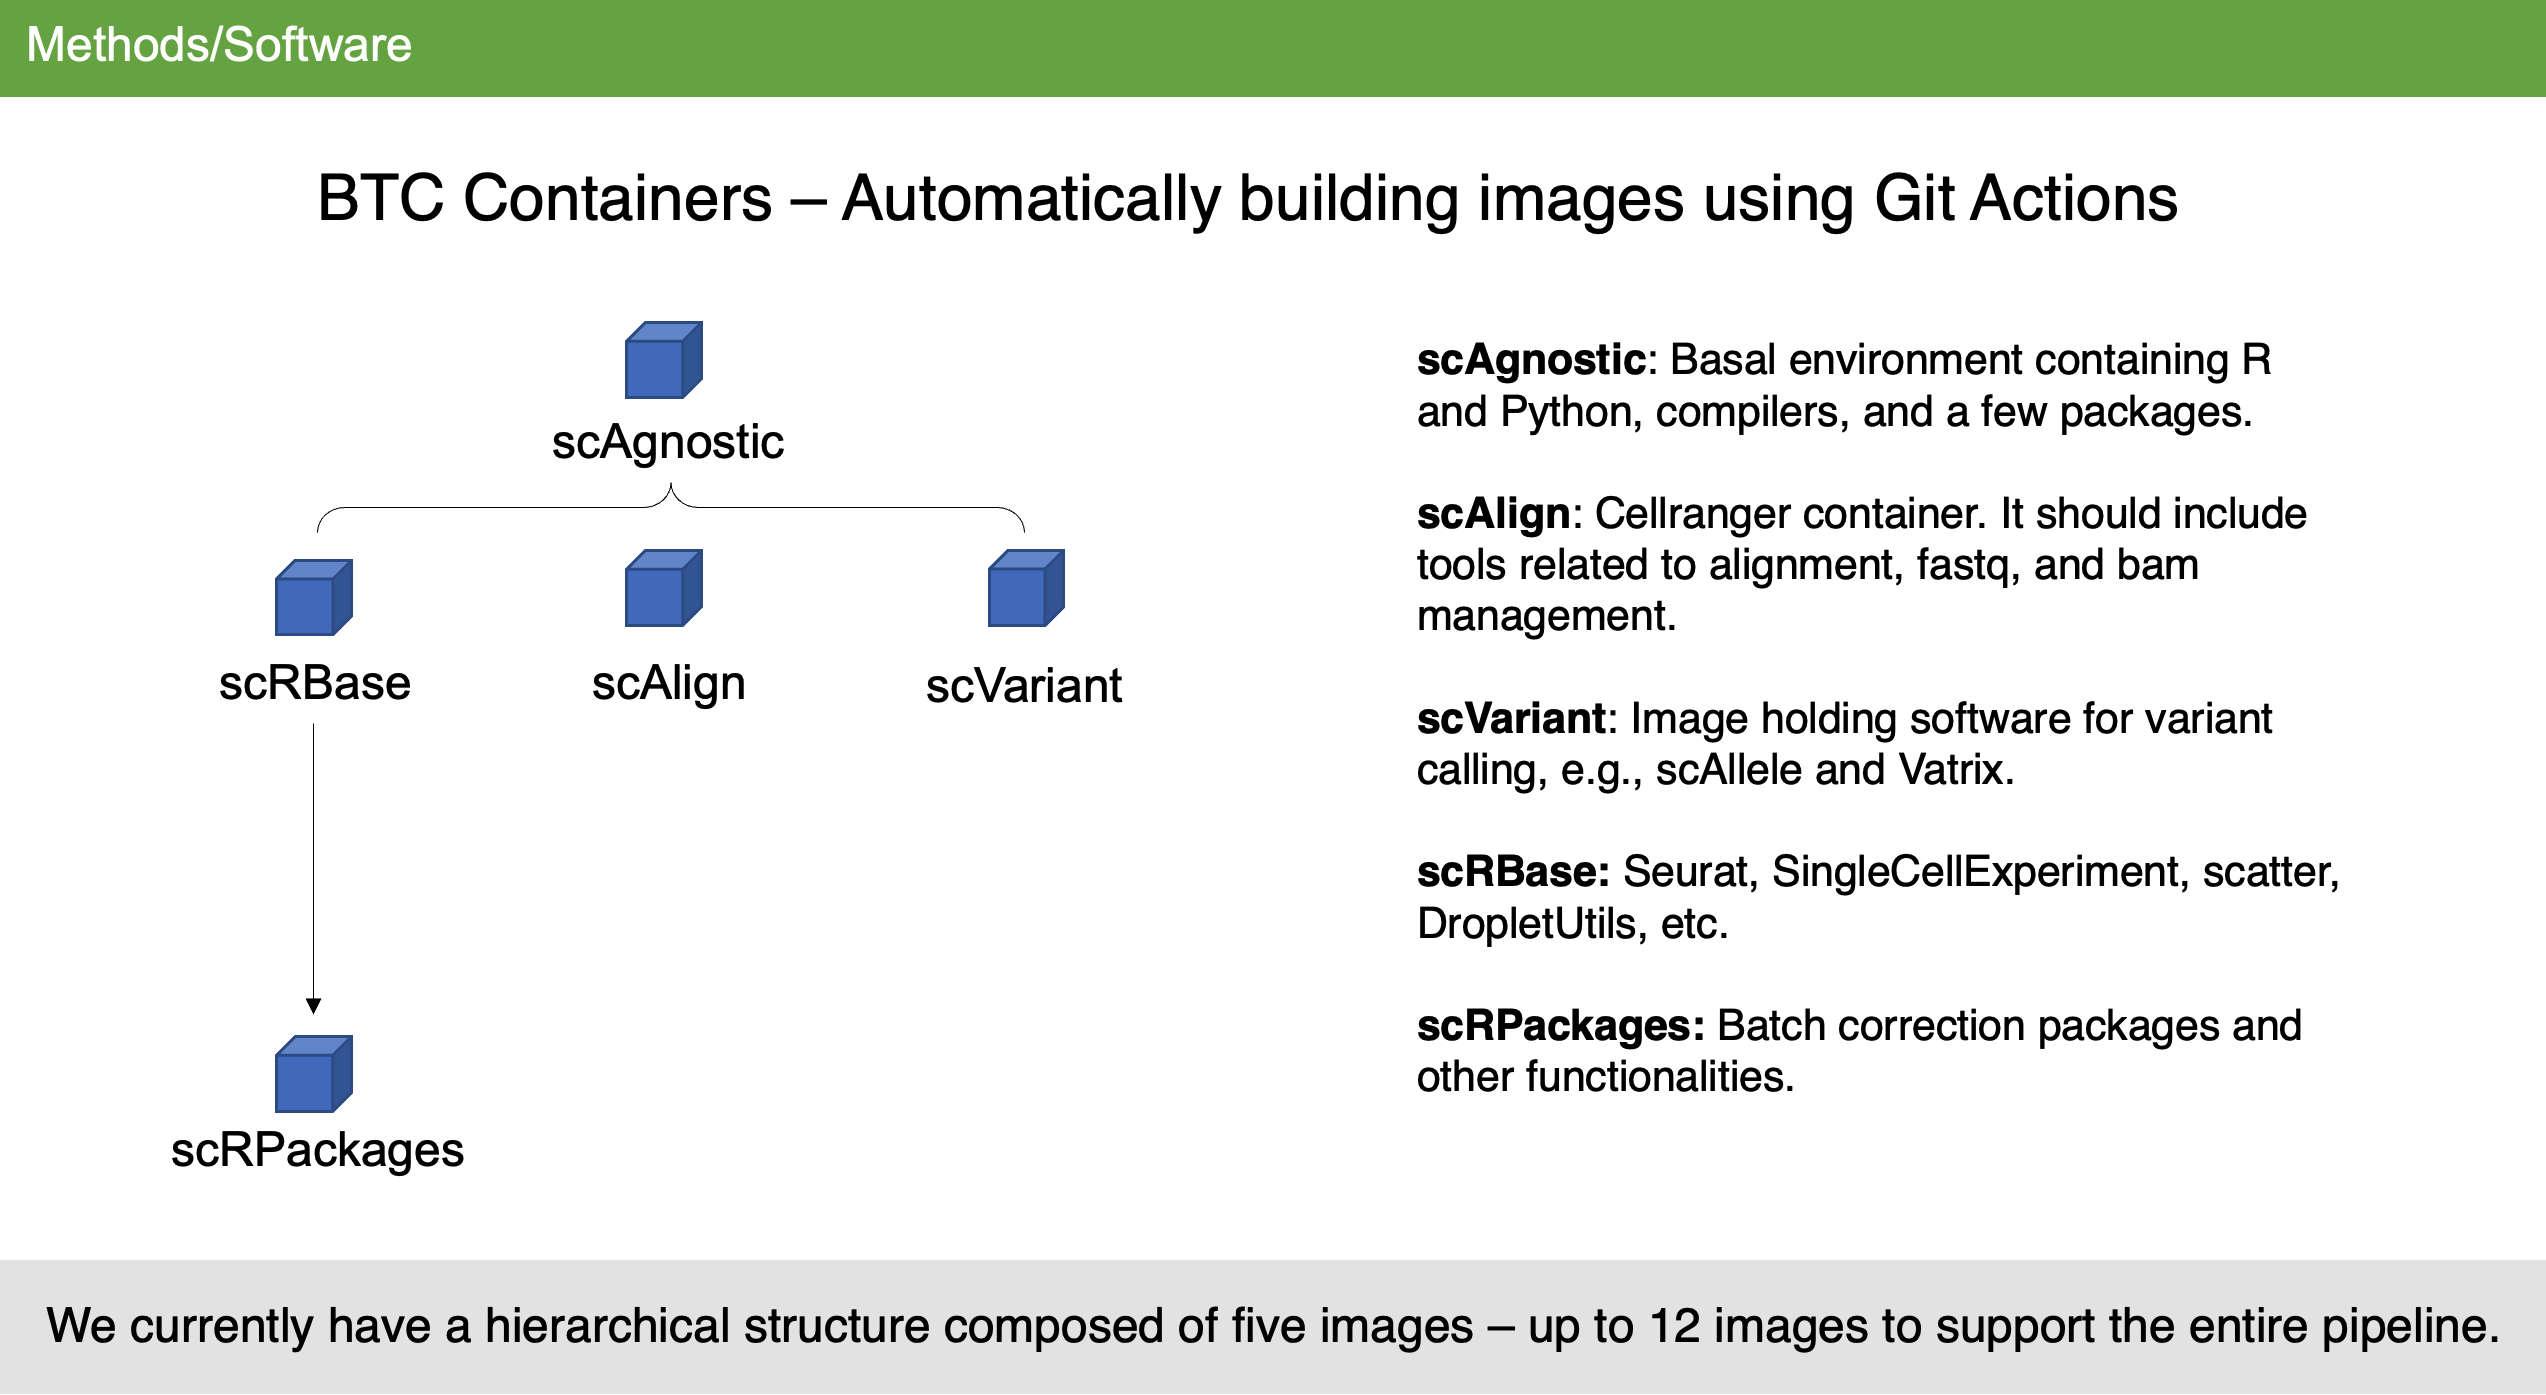 Methods/Software
BTC Containers – Automatically building images using Git Actions
scAgnostic
scRBase
scAlign
scVariant
scRPackages
scAgnostic: Basal environment containing R
and Python, compilers, and a few packages.
scAlign: Cellranger container. It should include
tools related to alignment, fastq, and bam
management.
scVariant: Image holding software for variant
calling, e.g., scAllele and Vatrix.
scRBase: Seurat, SingleCellExperiment, scatter,
DropletUtils, etc.
scRPackages: Batch correction packages and
other functionalities.
We currently have a hierarchical structure composed of five images – up to 12 images to support the entire pipeline.